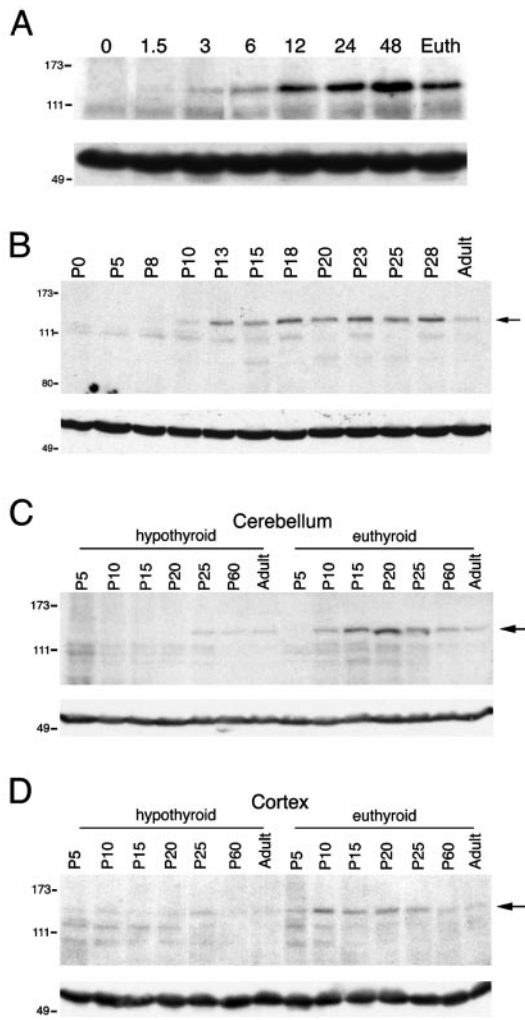 A
0 1.5 3 6 12 24 48 Euth
173-
111-
49-
B
P0 P5 P8 P10 P13 P15 P18 P20 P23 P25 P28 Adult
173-
111-
80-
49-
C
Cerebellum
hypothyroid euthyroid
P5 P10 P15 P20 P25 P60 Adult P5 P10 P15 P20 P25 P60 Adult
173-
111-
49-
D
Cortex
hypothyroid euthyroid
P5 P10 P15 P20 P25 P60 Adult P5 P10 P15 P20 P25 P60 Adult
173-
111-
49-